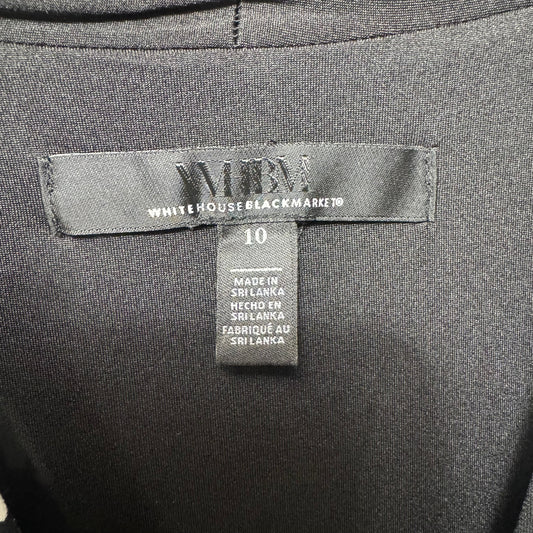 WHBM
WHITEHOUSEBLACKMARKET®
10
MADE IN
SRI LANKA
HECHO EN
SRI LANKA
FABRIQUÉ AU
SRI LANKA